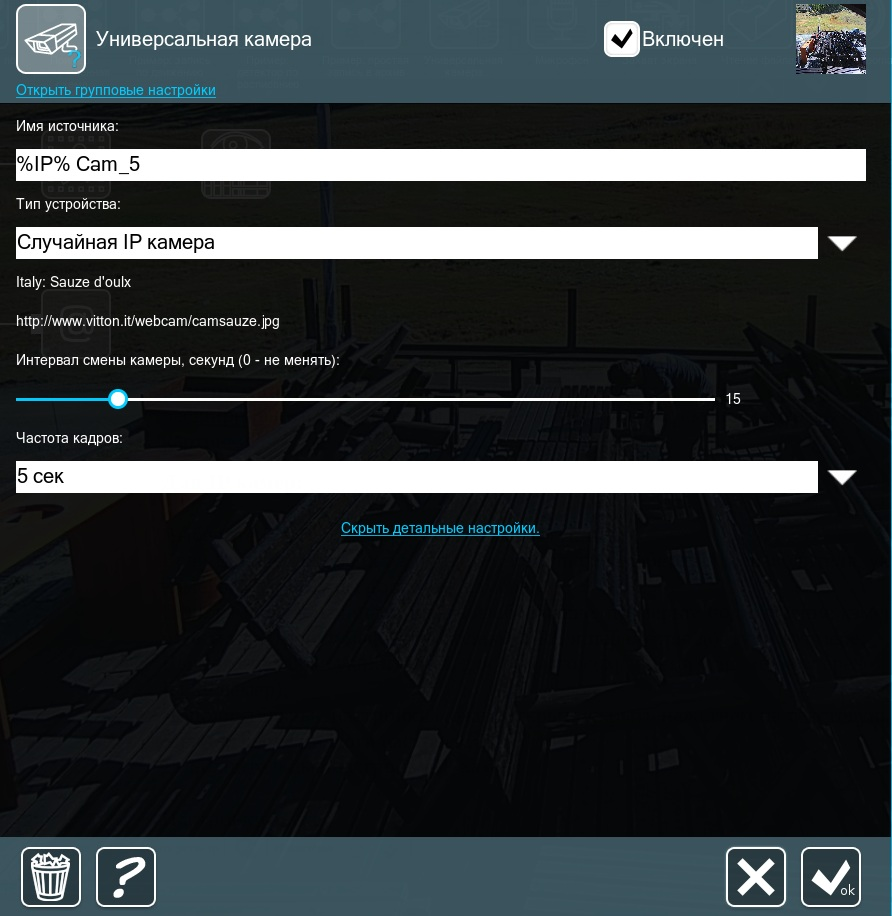 Универсальная камера
Включен
Открыть групповые настройки
Имя источника:
%IP% Cam_5
Тип устройства:
Случайная IP камера
Italy: Sauze d'oulx
http://www.vitton.it/webcam/camsauze.jpg
Интервал смены камеры, секунд (0 - не менять):
15
Частота кадров:
5 сек
Скрыть детальные настройки.
ok